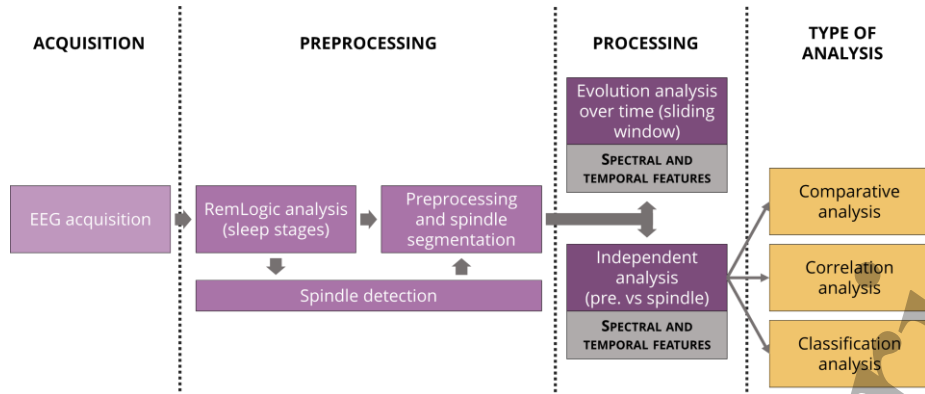 ACQUISITION
PREPROCESSING
PROCESSING
TYPE OF
ANALYSIS
EEG acquisition
RemLogic analysis
(sleep stages)
Preprocessing
and spindle
segmentation
Spindle detection
Evolution analysis
over time (sliding
window)
SPECTRAL AND
TEMPORAL FEATURES
Independent
analysis
(pre. vs spindle)
SPECTRAL AND
TEMPORAL FEATURES
Comparative
analysis
Correlation
analysis
Classification
analysis